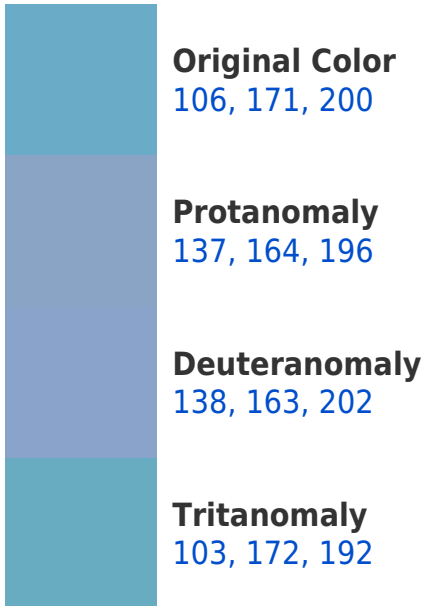 Original Color
106, 171, 200
Protanomaly
137, 164, 196
Deuteranomaly
138, 163, 202
Tritanomaly
103, 172, 192